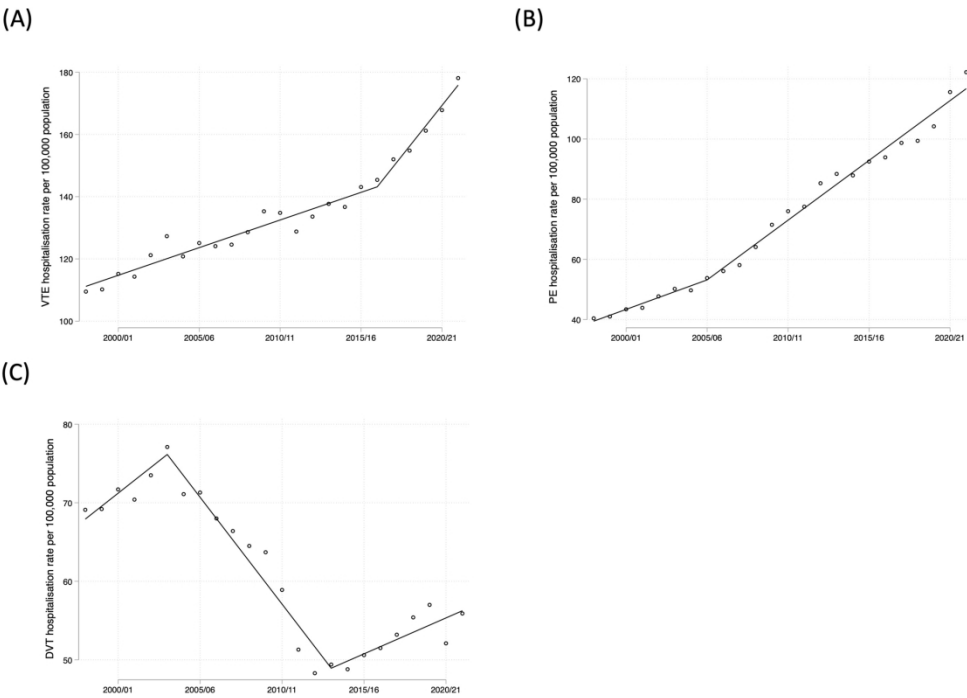 (A)
VTE hospitalisation rate per 100,000 population
180
160
140
120
100
2000/01 2005/06 2010/11 2015/16 2020/21
(B)
PE hospitalisation rate per 100,000 population
120
100
80
60
40
2000/01 2005/06 2010/11 2015/16 2020/21
(C)
DVT hospitalisation rate per 100,000 population
80
70
60
50
2000/01 2005/06 2010/11 2015/16 2020/21